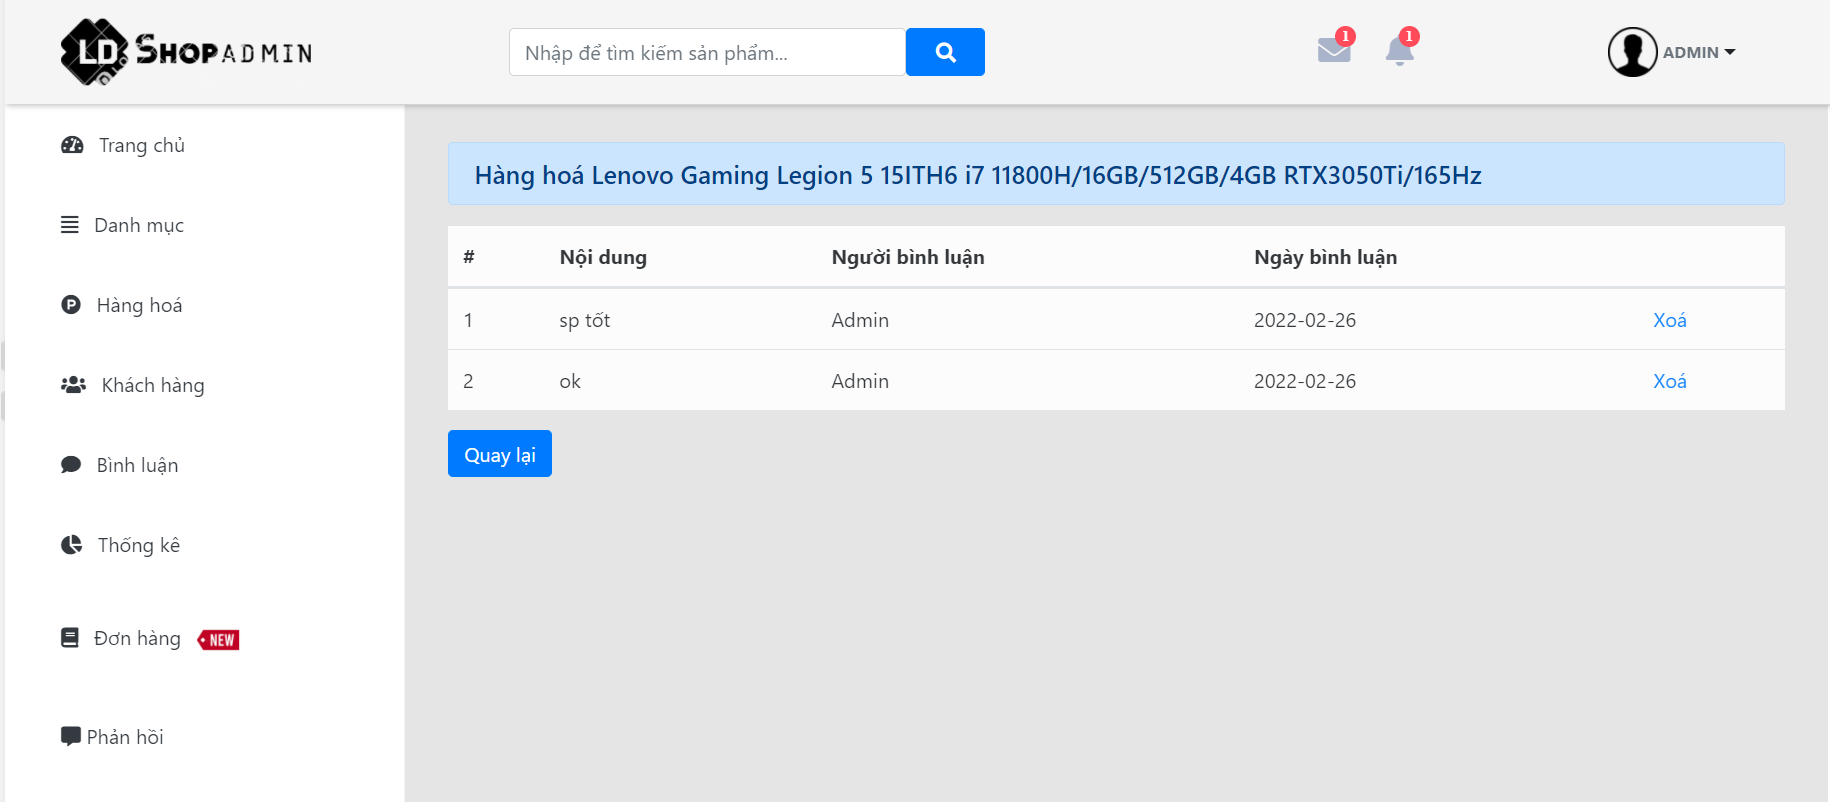 LD SHOPADMIN
Nhập để tìm kiếm sản phẩm...
1
1
ADMIN
Trang chủ
Danh mục
Hàng hoá
Khách hàng
Bình luận
Thống kê
Đơn hàng NEW
Phản hồi
Hàng hoá Lenovo Gaming Legion 5 15ITH6 i7 11800H/16GB/512GB/4GB RTX3050Ti/165Hz
# Nội dung Người bình luận Ngày bình luận
1 sp tốt Admin 2022-02-26 Xoá
2 ok Admin 2022-02-26 Xoá
Quay lại